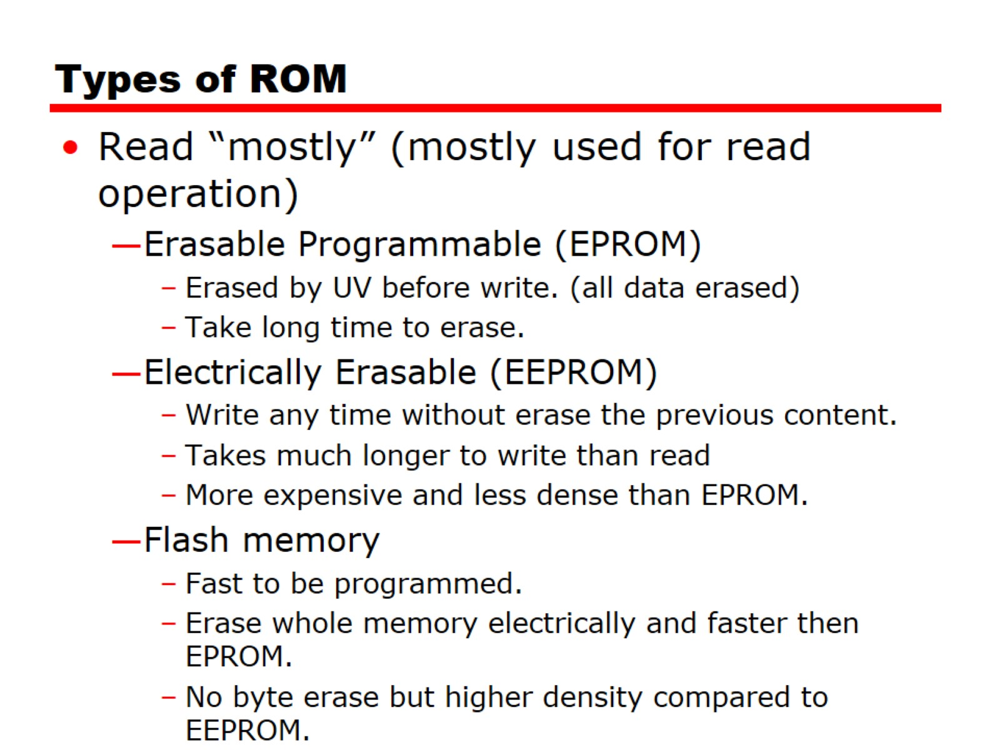 Types of ROM
• Read “mostly” (mostly used for read
operation)
—Erasable Programmable (EPROM)
– Erased by UV before write. (all data erased)
– Take long time to erase.
—Electrically Erasable (EEPROM)
– Write any time without erase the previous content.
– Takes much longer to write than read
– More expensive and less dense than EPROM.
—Flash memory
– Fast to be programmed.
– Erase whole memory electrically and faster then
EPROM.
– No byte erase but higher density compared to
EEPROM.